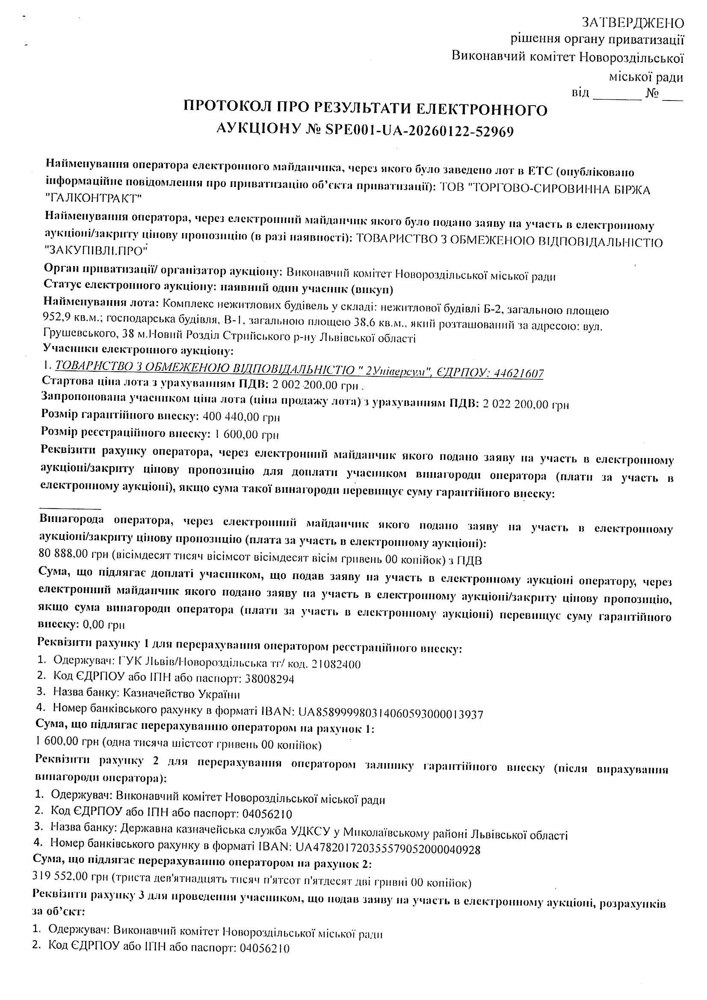 ЗАТВЕРДЖЕНО
рішення органу приватизації
Виконавчий комітет Новороздільської
міської ради
від _______ № ___
ПРОТОКОЛ ПРО РЕЗУЛЬТАТИ ЕЛЕКТРОННОГО
АУКЦІОНУ № SPE001-UA-20260122-52969
Найменування оператора електронного майданчика, через якого було заведено лот в ЕТС (опубліковано
інформаційне повідомлення про приватизацію об'єкта приватизації): ТОВ "ТОРГОВО-СИРОВИННА БІРЖА
"ГАЛКОНТРАКТ"
Найменування оператора, через електронний майданчик якого було подано заяву на участь в електронному
аукціоні/закриту цінову пропозицію (в разі наявності): ТОВАРИСТВО З ОБМЕЖЕНОЮ ВІДПОВІДАЛЬНІСТЮ
"ЗАКУПІВЛІ.ПРО"
Орган приватизації/ організатор аукціону: Виконавчий комітет Новороздільської міської ради
Статус електронного аукціону: наявний один учасник (викуп)
Найменування лота: Комплекс нежитлових будівель у складі: нежитлової будівлі Б-2, загальною площею
952,9 кв.м.; господарська будівля, В-1, загальною площею 38,6 кв.м., який розташований за адресою: вул.
Грушевського, 38 м.Новий Розділ Стрийського р-ну Львівської області
Учасники електронного аукціону:
1. ТОВАРИСТВО З ОБМЕЖЕНОЮ ВІДПОВІДАЛЬНІСТЮ " 2Універсум", ЄДРПОУ: 44621607
Стартова ціна лота з урахуванням ПДВ: 2 002 200,00 грн .
Запропонована учасником ціна лота (ціна продажу лота) з урахуванням ПДВ: 2 022 200,00 грн
Розмір гарантійного внеску: 400 440,00 грн
Розмір реєстраційного внеску: 1 600,00 грн
Реквізити рахунку оператора, через електронний майданчик якого подано заяву на участь в електронному
аукціоні/закриту цінову пропозицію для доплати учасником винагороди оператора (плати за участь в
електронному аукціоні), якщо сума такої винагороди перевищує суму гарантійного внеску:
_________
Винагорода оператора, через електронний майданчик якого подано заяву на участь в електронному
аукціоні/закриту цінову пропозицію (плата за участь в електронному аукціоні):
80 888,00 грн (вісімдесят тисяч вісімсот вісімдесят вісім гривень 00 копійок) з ПДВ
Сума, що підлягає доплаті учасником, що подав заяву на участь в електронному аукціоні оператору, через
електронний майданчик якого подано заяву на участь в електронному аукціоні/закриту цінову пропозицію,
якщо сума винагороди оператора (плати за участь в електронному аукціоні) перевищує суму гарантійного
внеску: 0,00 грн
Реквізити рахунку 1 для перерахування оператором реєстраційного внеску:
1. Одержувач: ГУК Львів/Новороздільська тг/ код. 21082400
2. Код ЄДРПОУ або ІПН або паспорт: 38008294
3. Назва банку: Казначейство України
4. Номер банківського рахунку в форматі IBAN: UA858999980314060593000013937
Сума, що підлягає перерахуванню оператором на рахунок 1:
1 600,00 грн (одна тисяча шістсот гривень 00 копійок)
Реквізити рахунку 2 для перерахування оператором залишку гарантійного внеску (після вирахування
винагороди оператора):
1. Одержувач: Виконавчий комітет Новороздільської міської ради
2. Код ЄДРПОУ або ІПН або паспорт: 04056210
3. Назва банку: Державна казначейська служба УДКСУ у Миколаївському районі Львівської області
4. Номер банківського рахунку в форматі IBAN: UA478201720355579052000040928
Сума, що підлягає перерахуванню оператором на рахунок 2:
319 552,00 грн (триста дев'ятнадцять тисяч п'ятсот п'ятдесят дві гривні 00 копійок)
Реквізити рахунку 3 для проведення учасником, що подав заяву на участь в електронному аукціоні, розрахунків
за об'єкт:
1. Одержувач: Виконавчий комітет Новороздільської міської ради
2. Код ЄДРПОУ або ІПН або паспорт: 04056210